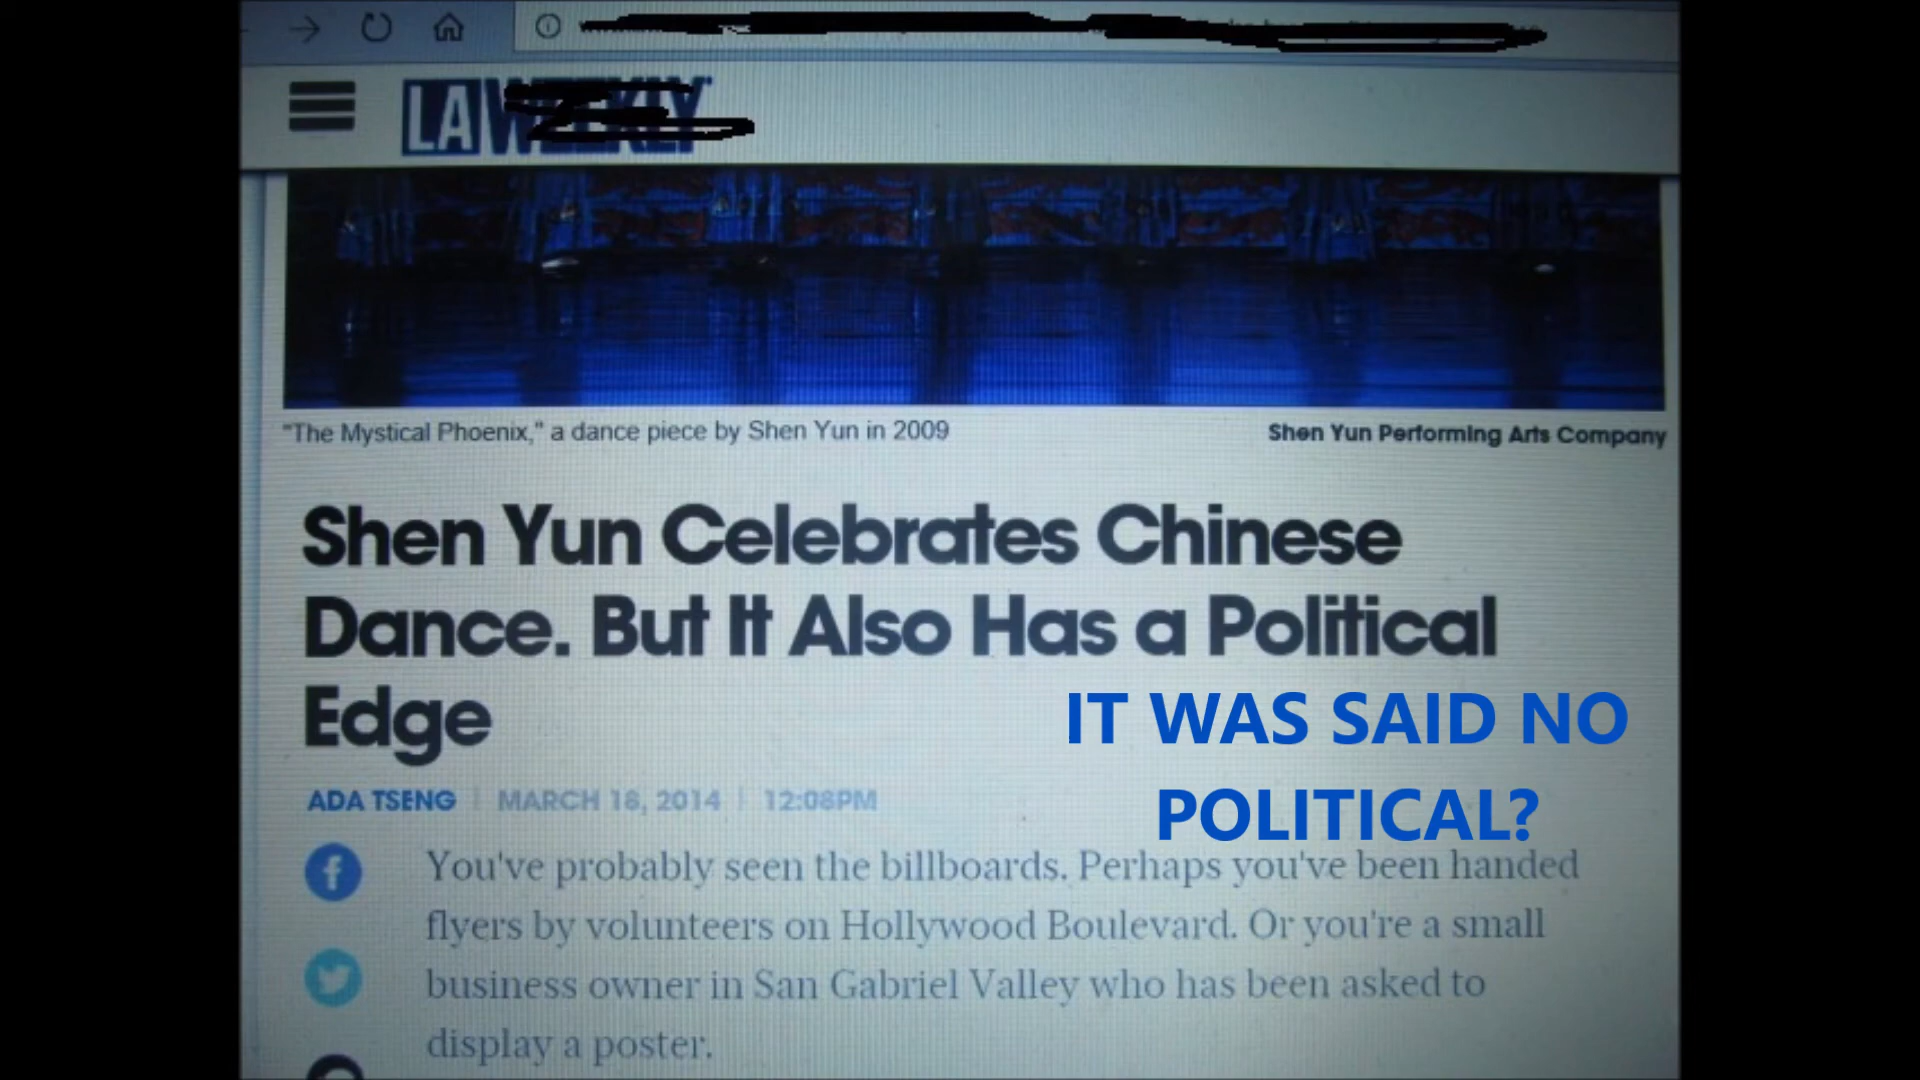 LA WEEKLY
"The Mystical Phoenix," a dance piece by Shen Yun in 2009
Shen Yun Performing Arts Company
Shen Yun Celebrates Chinese
Dance. But It Also Has a Political
Edge
IT WAS SAID NO
POLITICAL?
ADA TSENG | MARCH 18, 2014 | 12:08PM
You've probably seen the billboards. Perhaps you've been handed
flyers by volunteers on Hollywood Boulevard. Or you're a small
business owner in San Gabriel Valley who has been asked to
display a poster.